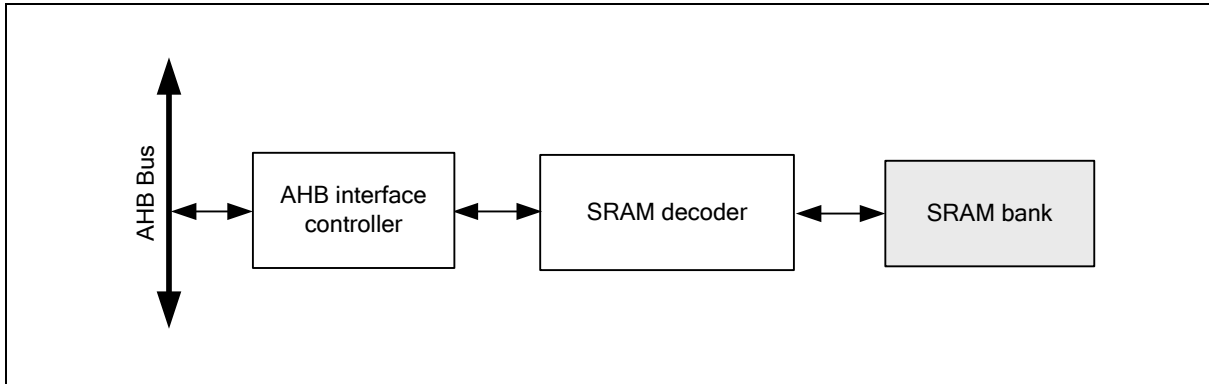 AHB Bus
AHB interface
controller
SRAM decoder
SRAM bank